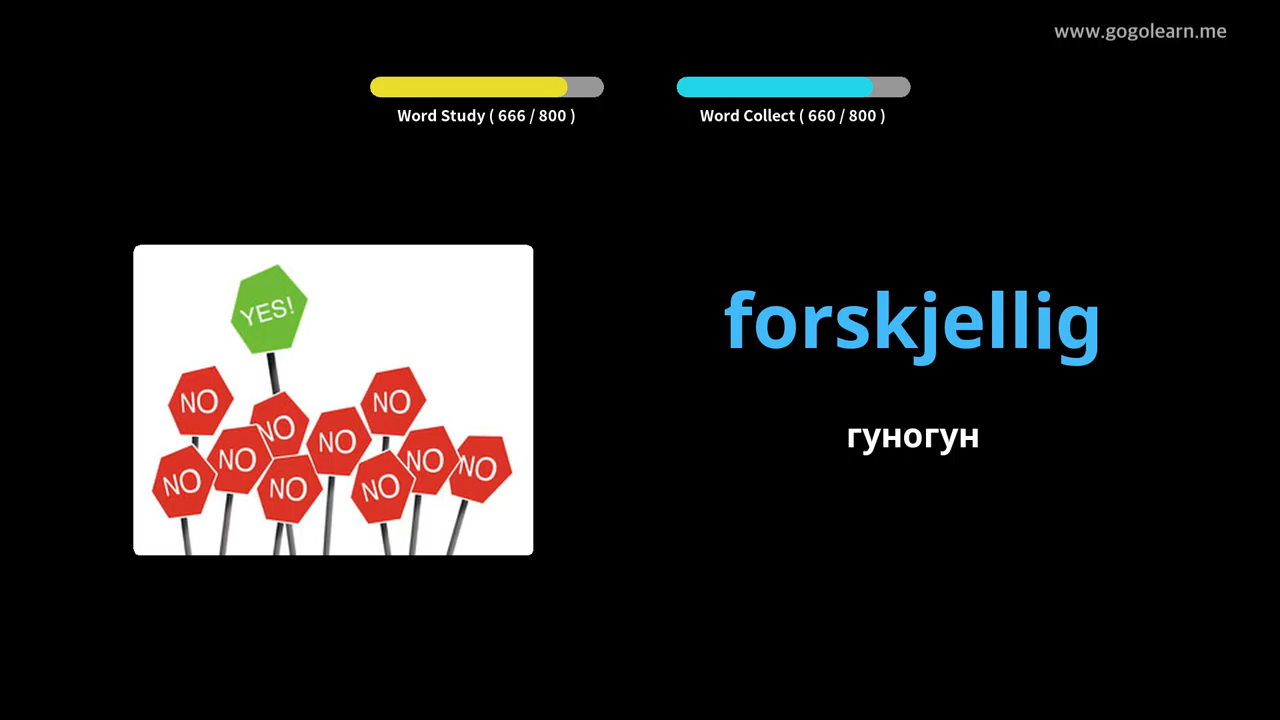 www.gogolearn.me
Word Study ( 666 / 800 )
Word Collect ( 660 / 800 )
YES!
NO
NO
NO
NO
NO
NO
NO
NO
NO
NO
forskjellig
гуногун